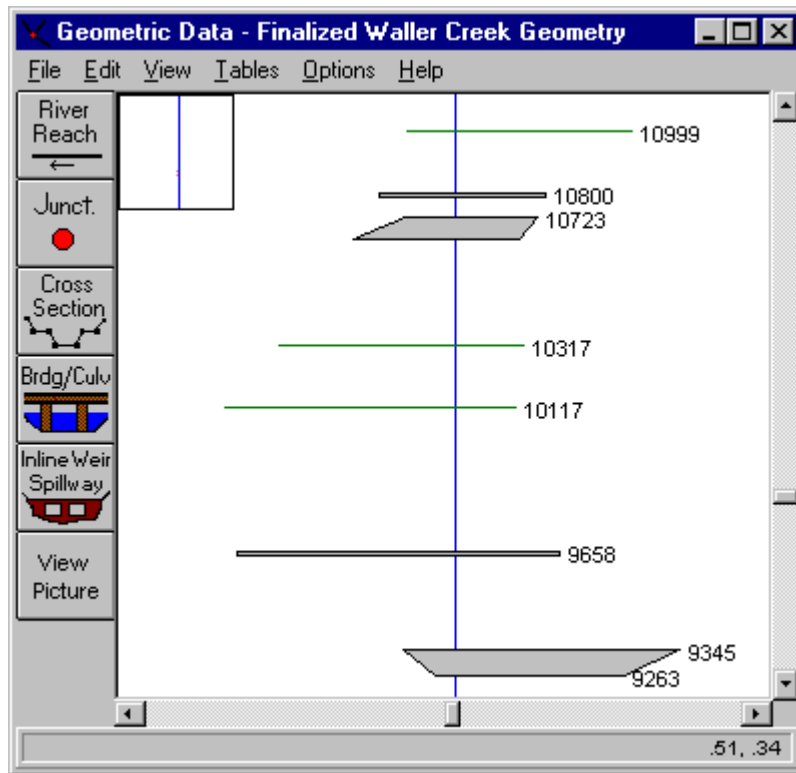 Geometric Data - Finalized Waller Creek Geometry
File Edit View Tables Options Help
River
Reach
Junct.
Cross
Section
Brdg/Culv
Inline Weir
Spillway
View
Picture
10999
10800
10723
10317
10117
9658
9345
9263
.51, .34